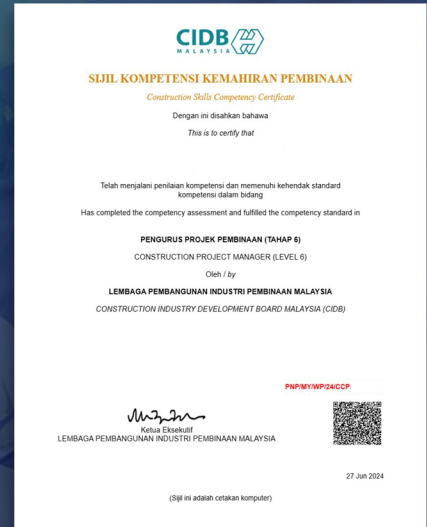 CIDB
MALAYSIA
SIJIL KOMPETENSI KEMAHIRAN PEMBINAAN
Construction Skills Competency Certificate
Dengan ini disahkan bahawa
This is to certify that
Telah menjalani penilaian kompetensi dan memenuhi kehendak standard
kompetensi dalam bidang
Has completed the competency assessment and fulfilled the competency standard in
PENGURUS PROJEK PEMBINAAN (TAHAP 6)
CONSTRUCTION PROJECT MANAGER (LEVEL 6)
Oleh / by
LEMBAGA PEMBANGUNAN INDUSTRI PEMBINAAN MALAYSIA
CONSTRUCTION INDUSTRY DEVELOPMENT BOARD MALAYSIA (CIDB)
PNP/MY/WP/24/CCP
Ketua Eksekutif
LEMBAGA PEMBANGUNAN INDUSTRI PEMBINAAN MALAYSIA
27 Jun 2024
(Sijil ini adalah cetakan komputer)